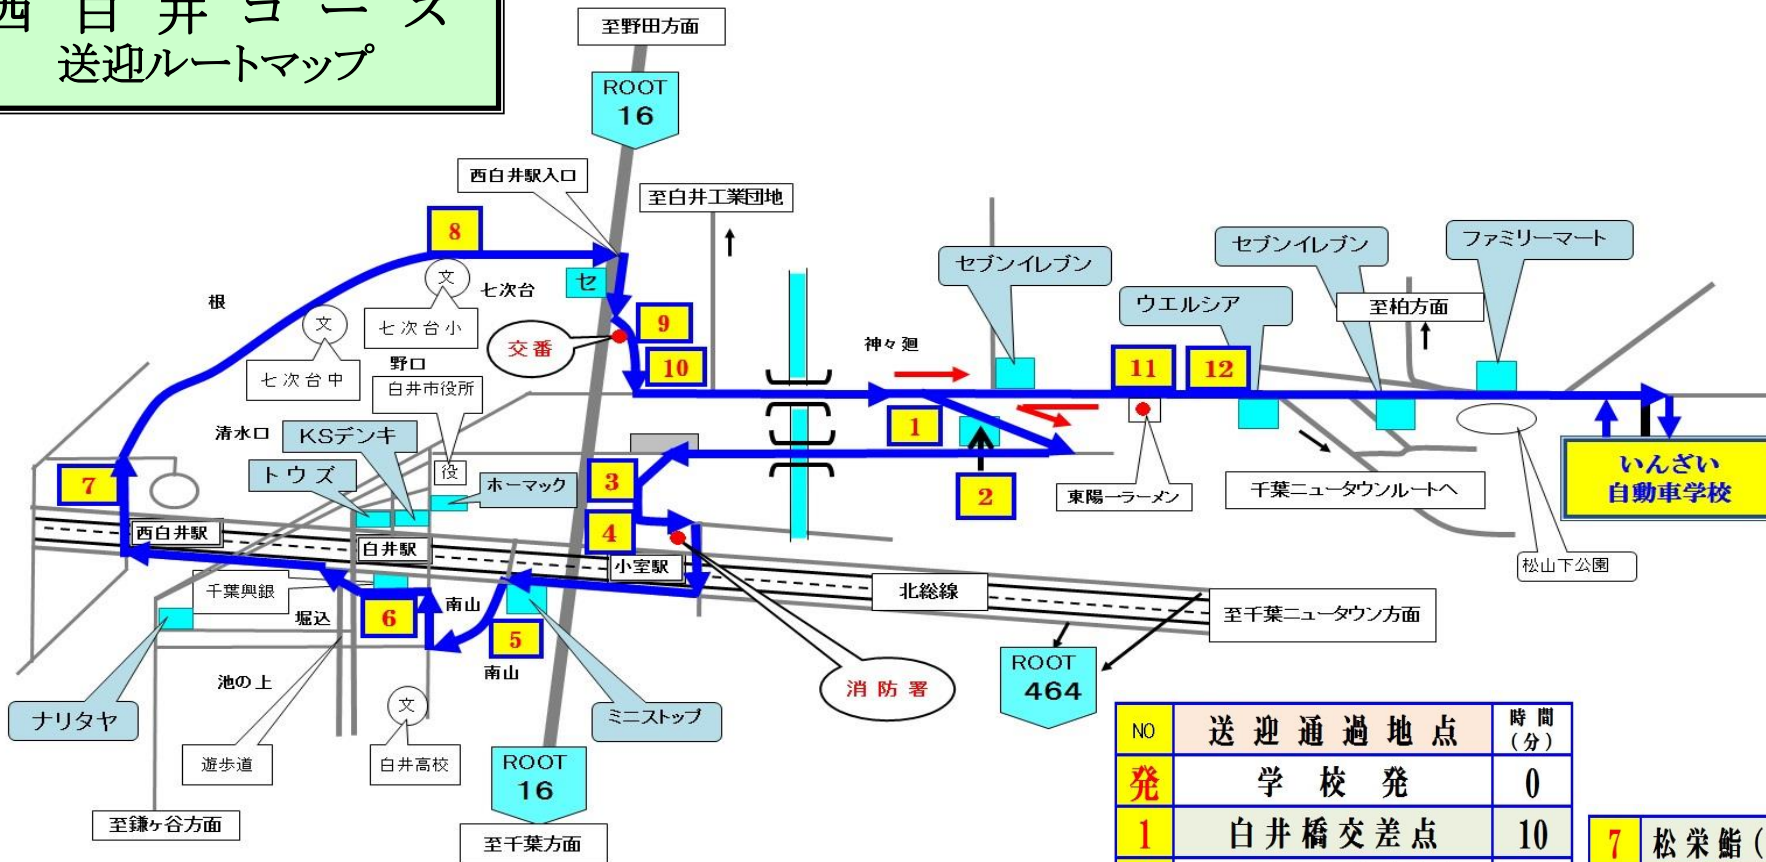 西白井コース
送迎ルートマップ
至野田方面
ROOT
16
西白井駅入口
至白井工業団地
8
セブンイレブン
セブンイレブン
ファミリーマート
文
七次台
セ
根
ウエルシア
至柏方面
文
七次台小
9
交番
神々廻
七次台中
野口
10
11
12
白井市役所
清水口
KSデンキ
1
トウズ
役
ホーマック
7
3
2
東陽一ラーメン
千葉ニュータウンルートへ
いんざい
自動車学校
西白井駅
4
白井駅
小室駅
松山下公園
千葉興銀
北総線
至千葉ニュータウン方面
南山
堀込
6
5
南山
ROOT
464
池の上
消防署
ナリタヤ
文
ミニストップ
遊歩道
白井高校
ROOT
16
至鎌ヶ谷方面
至千葉方面
NO 送迎通過地点 時間(分)
発 学校発 0
1 白井橋交差点 10
7 松栄鮨(